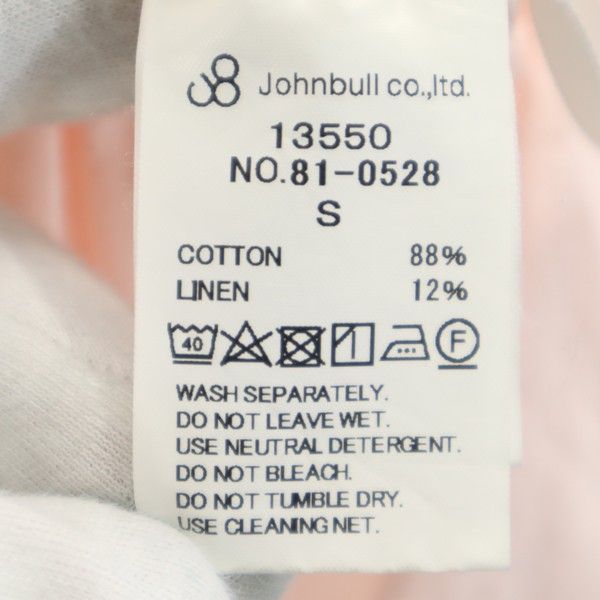 Johnbull co.,ltd.
13550
NO.81-0528
S
COTTON 88%
LINEN 12%
40 F
WASH SEPARATELY.
DO NOT LEAVE WET.
USE NEUTRAL DETERGENT.
DO NOT BLEACH.
DO NOT TUMBLE DRY.
USE CLEANING NET.